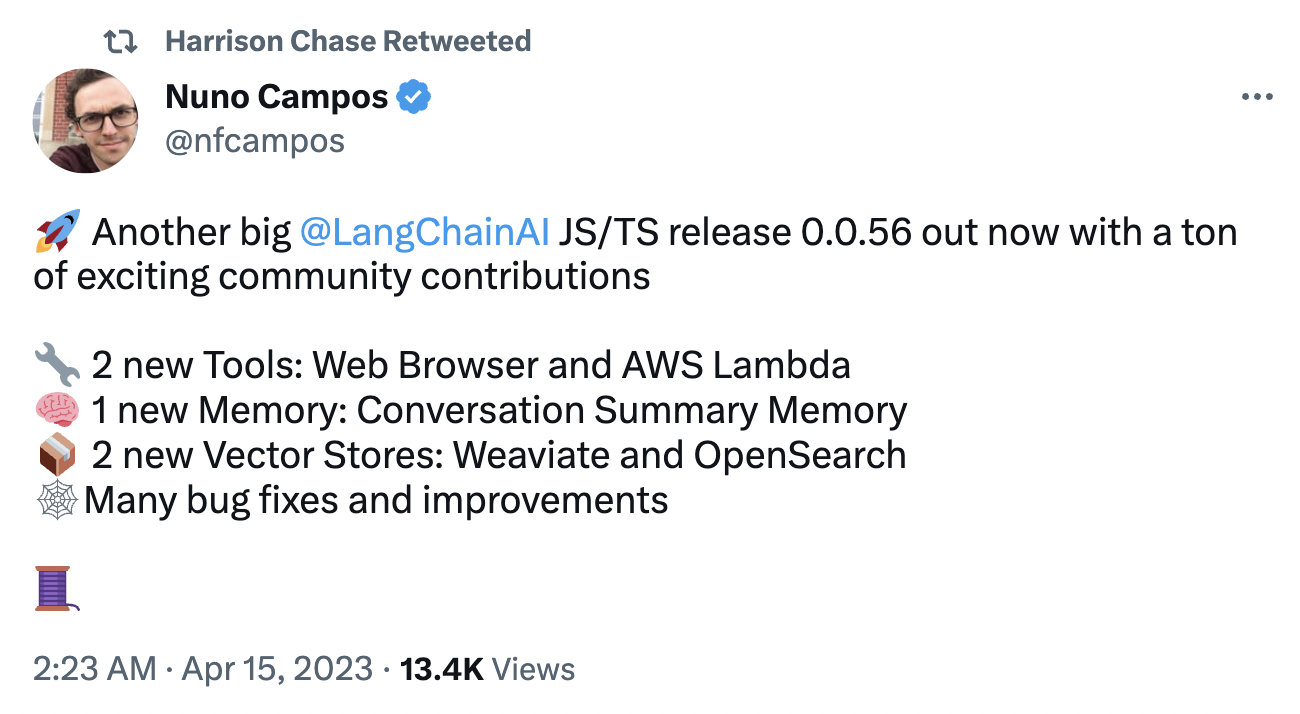 Harrison Chase Retweeted
Nuno Campos
@nfcampos
🚀 Another big @LangChainAI JS/TS release 0.0.56 out now with a ton
of exciting community contributions
🔧 2 new Tools: Web Browser and AWS Lambda
🧠 1 new Memory: Conversation Summary Memory
📦 2 new Vector Stores: Weaviate and OpenSearch
🕸️Many bug fixes and improvements
🧵
2:23 AM · Apr 15, 2023 · 13.4K Views